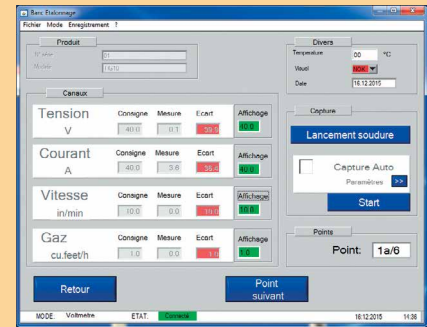 Banc Etalonnage
Fichier Mode Enregistrement ?
Produit
01
Canaux
Tension
V
Consigne Mesure Ecart Affichage
40.0 0.1 39.9 40.0
Courant
A
Consigne Mesure Ecart Affichage
40.0 3.6 36.4 40.0
Vitesse
in/min
Consigne Mesure Ecart Affichage
10.0 0.0 10.0 10.0
Gaz
cu.feet/h
Consigne Mesure Ecart Affichage
1.0 0.0 1.0 1.0
Divers
Temperature 00 °C
Visuel NOK
Date 16.12.2015
Capture
Lancement soudure
Capture Auto
Paramètres >>
Start
Points
Point: 1a/6
Retour
Point
suivant
MODE: Voltmetre ETAT: Connecté 16:12:2015 14:36